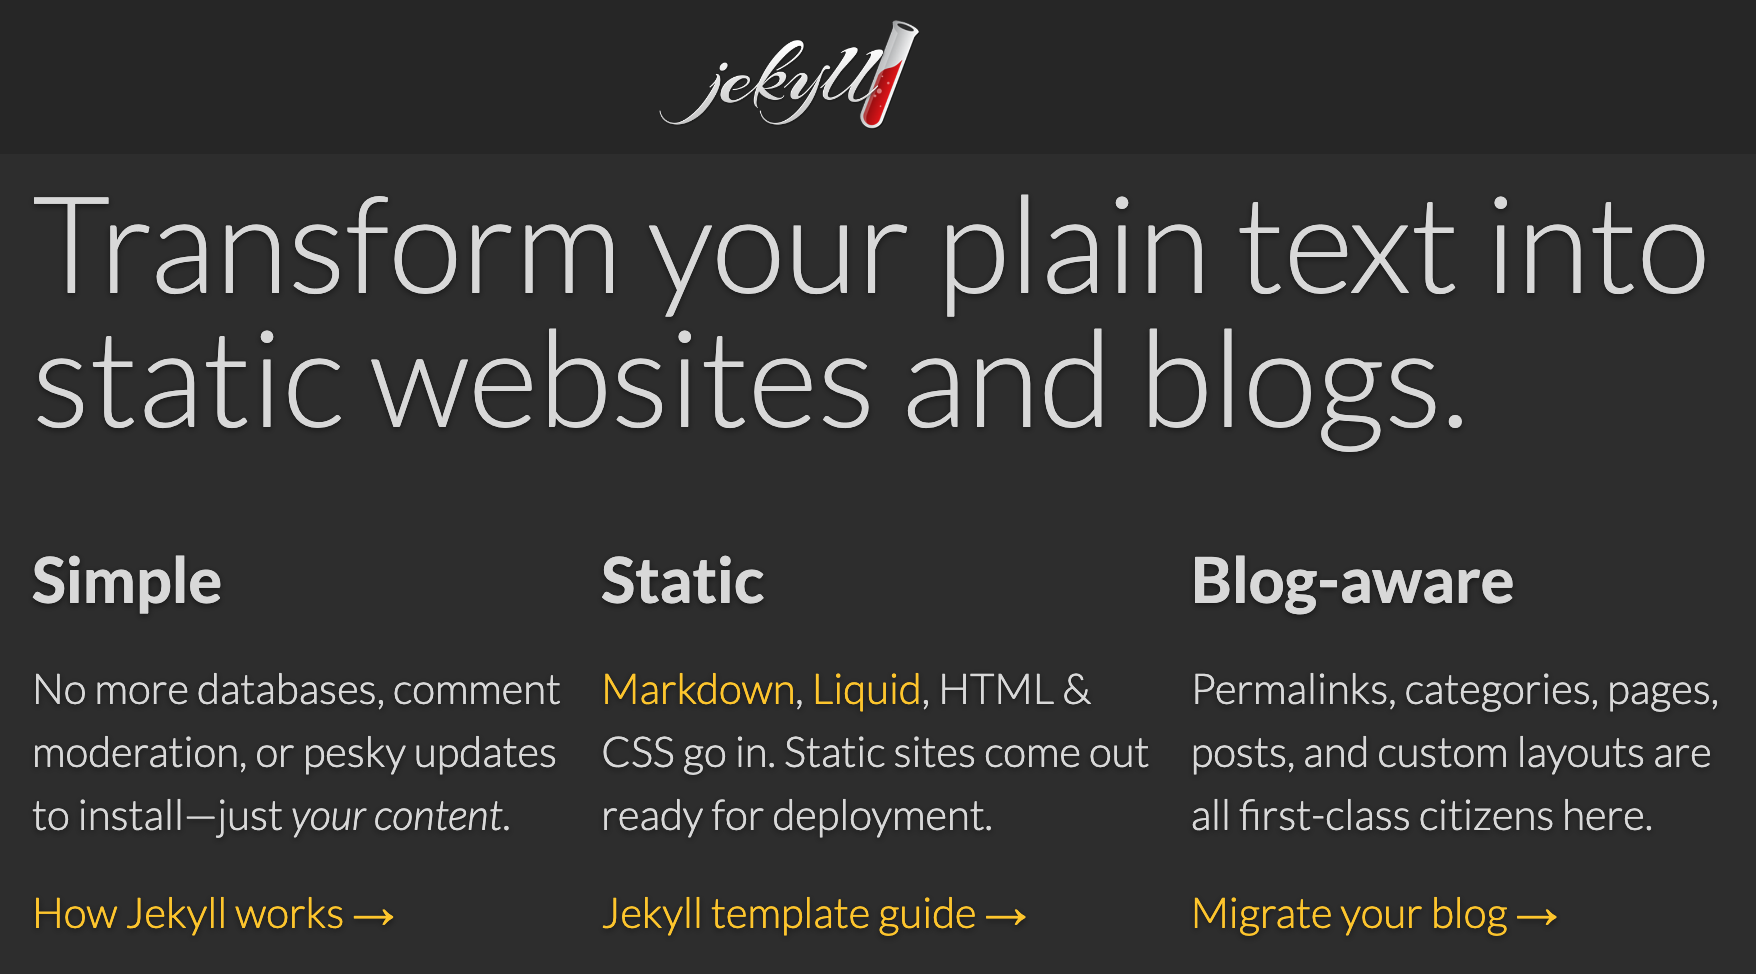 jekyll
Transform your plain text into
static websites and blogs.
Simple
No more databases, comment
moderation, or pesky updates
to install—just your content.
How Jekyll works →
Static
Markdown, Liquid, HTML &
CSS go in. Static sites come out
ready for deployment.
Jekyll template guide →
Blog-aware
Permalinks, categories, pages,
posts, and custom layouts are
all first-class citizens here.
Migrate your blog →